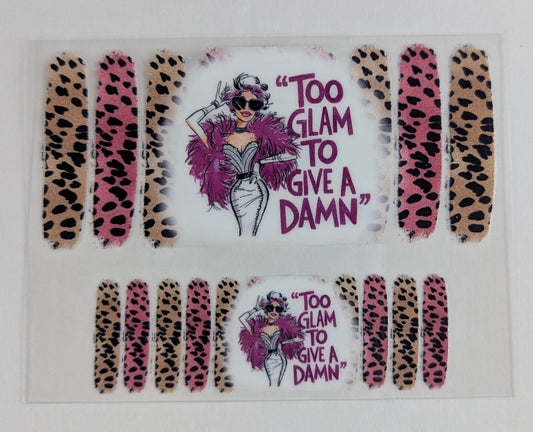 “TOO
GLAM
TO
GIVE A
DAMN”
“TOO
GLAM
TO
GIVE A
DAMN”